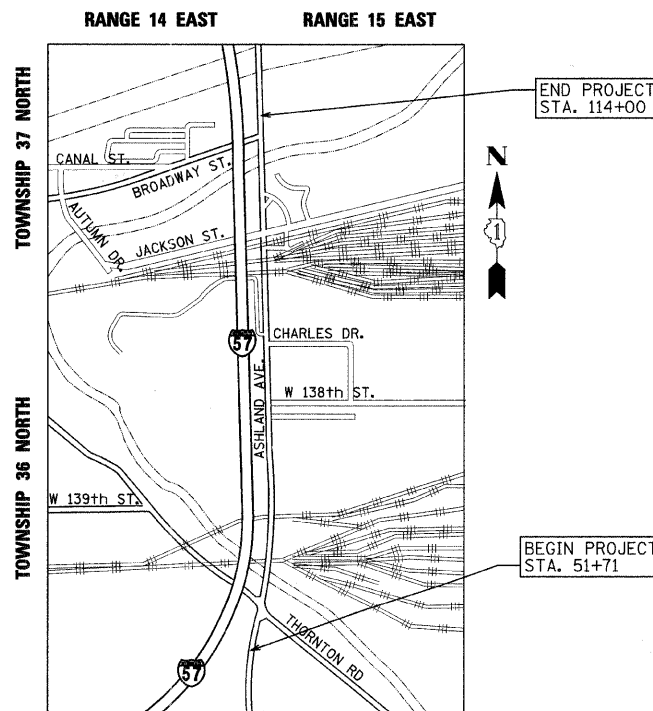 RANGE 14 EAST
RANGE 15 EAST
TOWNSHIP 37 NORTH
END PROJECT
STA. 114+00
CANAL ST.
BROADWAY ST.
N
1
AUTUMN DR.
JACKSON ST.
57
CHARLES DR.
ASHLAND AVE.
W 138th ST.
TOWNSHIP 36 NORTH
W 139th ST.
BEGIN PROJECT
STA. 51+71
THORNTON RD
57